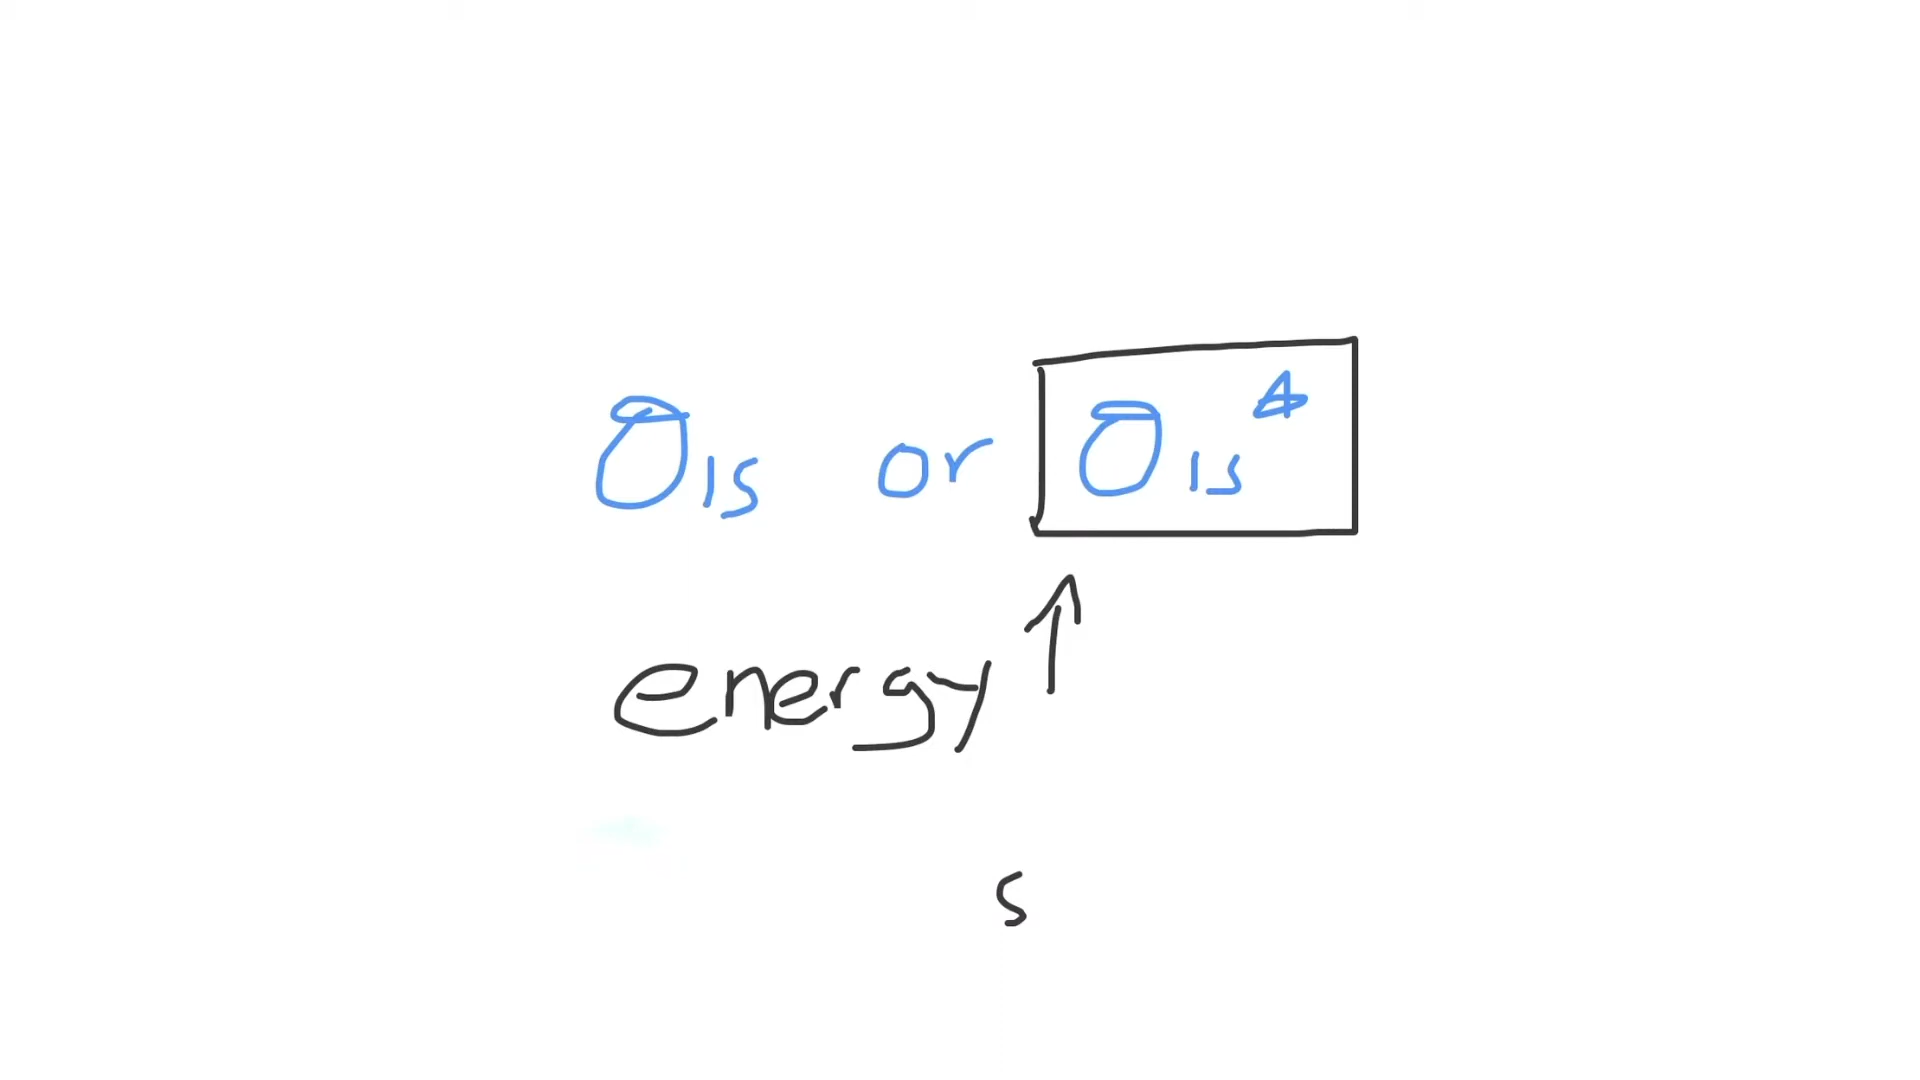 σ1s or σ1s*
energy ↑
s